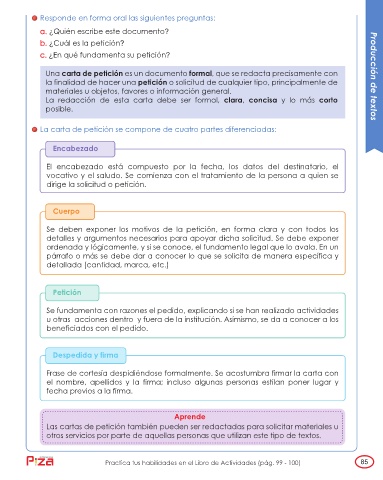 Responde en forma oral las siguientes preguntas:
a. ¿Quién escribe este documento?
b. ¿Cuál es la petición?
c. ¿En qué fundamenta su petición?
Producción de textos
Una carta de petición es un documento formal, que se redacta precisamente con
la finalidad de hacer una petición o solicitud de cualquier tipo, principalmente de
materiales u objetos, favores o información general.
La redacción de esta carta debe ser formal, clara, concisa y lo más corta
posible.
La carta de petición se compone de cuatro partes diferenciadas:
Encabezado
El encabezado está compuesto por la fecha, los datos del destinatario, el
vocativo y el saludo. Se comienza con el tratamiento de la persona a quien se
dirige la solicitud o petición.
Cuerpo
Se deben exponer los motivos de la petición, en forma clara y con todos los
detalles y argumentos necesarios para apoyar dicha solicitud. Se debe exponer
ordenada y lógicamente, y si se conoce, el fundamento legal que lo avala. En un
párrafo o más se debe dar a conocer lo que se solicita de manera específica y
detallada (cantidad, marca, etc.)
Petición
Se fundamenta con razones el pedido, explicando si se han realizado actividades
u otras acciones dentro y fuera de la institución. Asimismo, se da a conocer a los
beneficiados con el pedido.
Despedida y firma
Frase de cortesía despidiéndose formalmente. Se acostumbra firmar la carta con
el nombre, apellidos y la firma; incluso algunas personas estilan poner lugar y
fecha previos a la firma.
Aprende
Las cartas de petición también pueden ser redactadas para solicitar materiales u
otros servicios por parte de aquellas personas que utilizan este tipo de textos.
Practica tus habilidades en el Libro de Actividades (pág. 99 - 100)
85